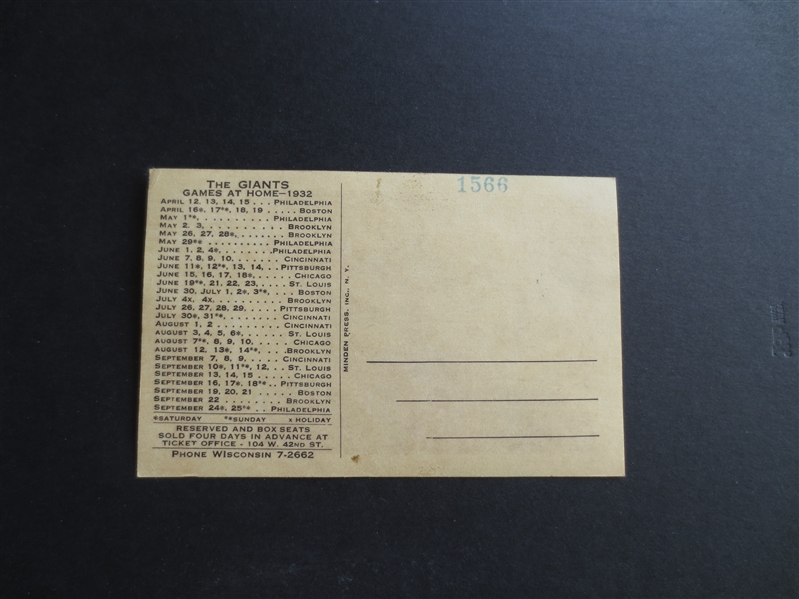 THE GIANTS
GAMES AT HOME—1932
APRIL 12, 13, 14, 15 . . . PHILADELPHIA
APRIL 16*, 17**, 18, 19 . . . . . BOSTON
MAY 1**, . . . . . . . . . . PHILADELPHIA
MAY 2, 3, . . . . . . . . . . BROOKLYN
MAY 26, 27, 28*, . . . . . . . BROOKLYN
MAY 29** . . . . . . . . . . PHILADELPHIA
JUNE 1, 2, 4*, . . . . . . . .PHILADELPHIA
JUNE 7, 8, 9, 10, . . . . . . CINCINNATI
JUNE 11*, 12**, 13, 14, . . PITTSBURGH
JUNE 15, 16, 17, 18*, . . . . . CHICAGO
JUNE 19**, 21, 22, 23, . . . . ST. LOUIS
JUNE 30, JULY 1, 2*, 3**, . . . BOSTON
JULY 4x, 4x, . . . . . . . . . BROOKLYN
JULY 26, 27, 28, 29, . . . . PITTSBURGH
JULY 30*, 31**, . . . . . . . CINCINNATI
AUGUST 1, 2 . . . . . . . . . CINCINNATI
AUGUST 3, 4, 5, 6*, . . . . . ST. LOUIS
AUGUST 7**, 8, 9, 10, . . . . CHICAGO
AUGUST 12, 13*, 14**, . . .BROOKLYN
SEPTEMBER 7, 8, 9, . . . . CINCINNATI
SEPTEMBER 10*, 11**, 12, . . ST. LOUIS
SEPTEMBER 13, 14, 15 . . . . . CHICAGO
SEPTEMBER 16, 17*, 18** . . PITTSBURGH
SEPTEMBER 19, 20, 21 . . . . . BOSTON
SEPTEMBER 22 . . . . . . . . BROOKLYN
SEPTEMBER 24*, 25** . . PHILADELPHIA
*SATURDAY **SUNDAY x HOLIDAY
RESERVED AND BOX SEATS
SOLD FOUR DAYS IN ADVANCE AT
TICKET OFFICE - 104 W. 42ND ST.
PHONE WISCONSIN 7-2662
MINDEN PRESS, INC., N. Y.
1566